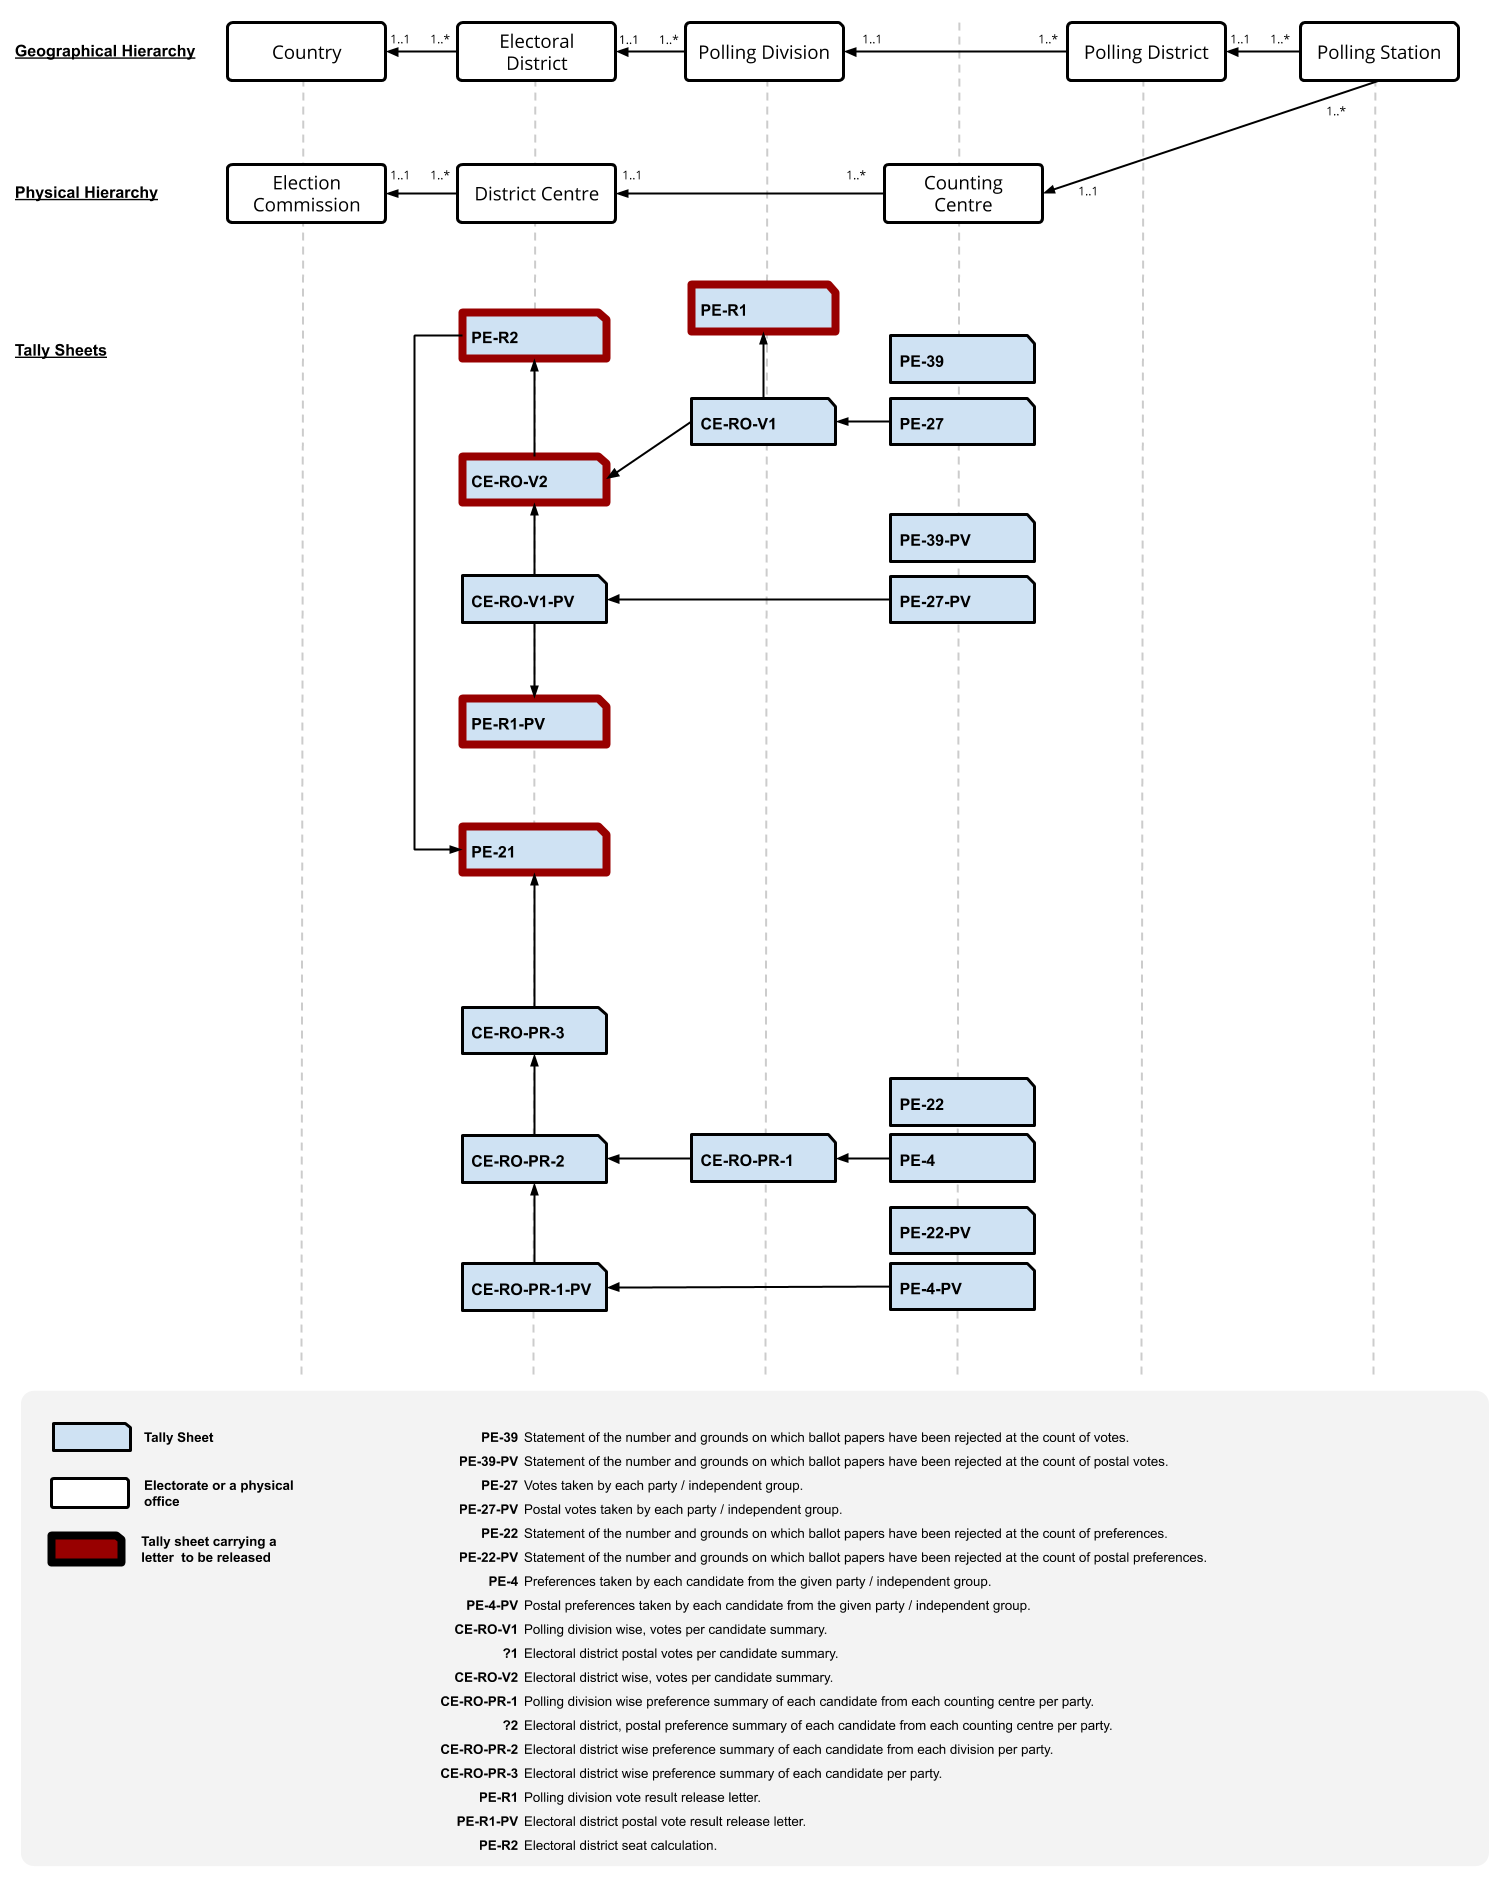 Geographical Hierarchy
Country
1..1
1..*
Electoral
District
1..1
1..*
Polling Division
1..1
1..*
Polling District
1..1
1..*
Polling Station
1..*
Physical Hierarchy
Election
Commission
1..1
1..*
District Centre
1..1
1..*
Counting
Centre
1..1
Tally Sheets
PE-R1
PE-R2
PE-39
CE-RO-V1
PE-27
CE-RO-V2
PE-39-PV
CE-RO-V1-PV
PE-27-PV
PE-R1-PV
PE-21
CE-RO-PR-3
PE-22
CE-RO-PR-2
CE-RO-PR-1
PE-4
PE-22-PV
CE-RO-PR-1-PV
PE-4-PV
Tally Sheet
Electorate or a physical
office
Tally sheet carrying a
letter to be released
PE-39 Statement of the number and grounds on which ballot papers have been rejected at the count of votes.
PE-39-PV Statement of the number and grounds on which ballot papers have been rejected at the count of postal votes.
PE-27 Votes taken by each party / independent group.
PE-27-PV Postal votes taken by each party / independent group.
PE-22 Statement of the number and grounds on which ballot papers have been rejected at the count of preferences.
PE-22-PV Statement of the number and grounds on which ballot papers have been rejected at the count of postal preferences.
PE-4 Preferences taken by each candidate from the given party / independent group.
PE-4-PV Postal preferences taken by each candidate from the given party / independent group.
CE-RO-V1 Polling division wise, votes per candidate summary.
?1 Electoral district postal votes per candidate summary.
CE-RO-V2 Electoral district wise, votes per candidate summary.
CE-RO-PR-1 Polling division wise preference summary of each candidate from each counting centre per party.
?2 Electoral district, postal preference summary of each candidate from each counting centre per party.
CE-RO-PR-2 Electoral district wise preference summary of each candidate from each division per party.
CE-RO-PR-3 Electoral district wise preference summary of each candidate per party.
PE-R1 Polling division vote result release letter.
PE-R1-PV Electoral district postal vote result release letter.
PE-R2 Electoral district seat calculation.